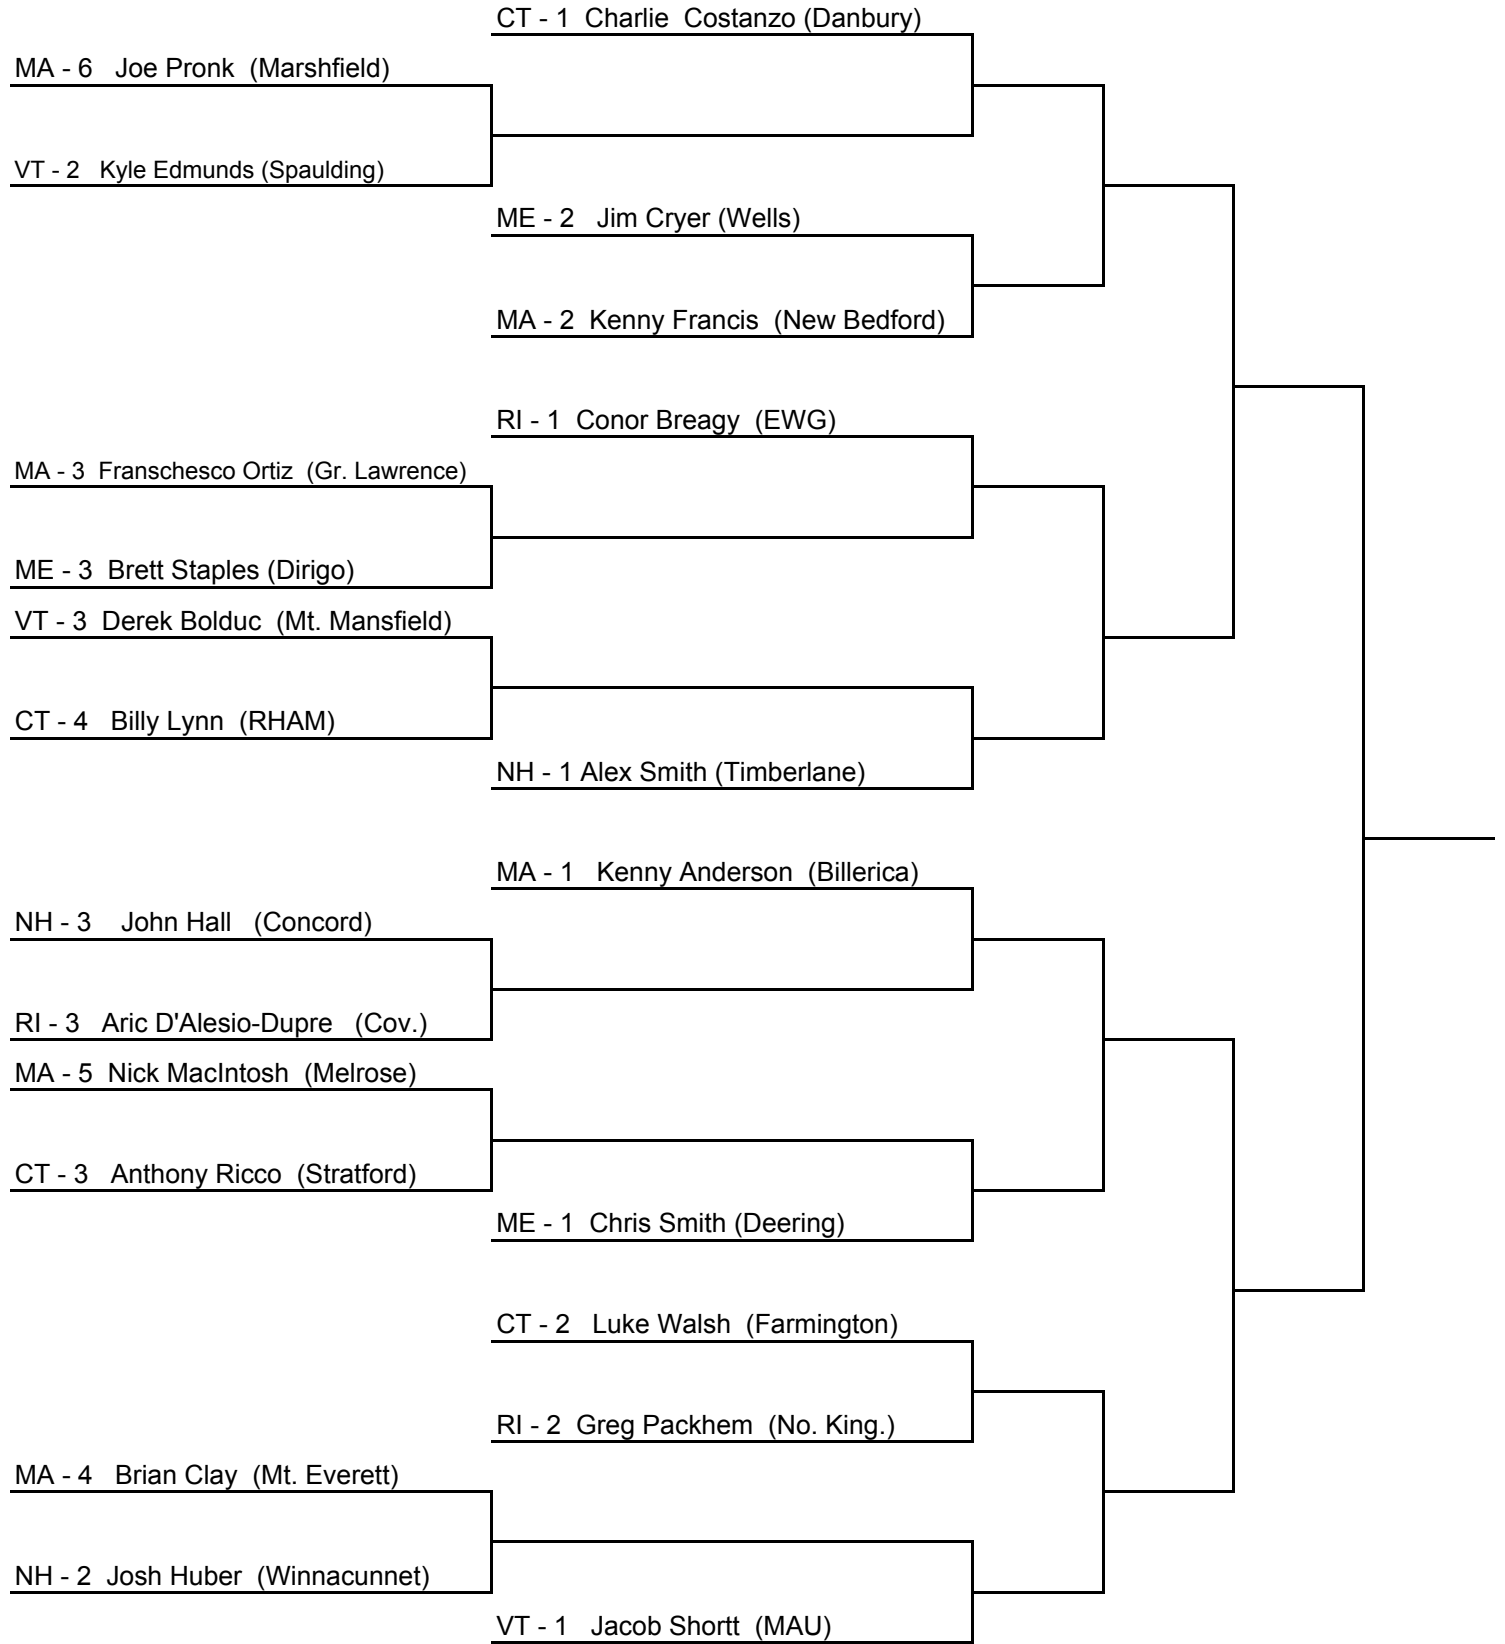 CT - 1 Charlie Costanzo (Danbury)
MA - 6 Joe Pronk (Marshfield)
VT - 2 Kyle Edmunds (Spaulding)
ME - 2 Jim Cryer (Wells)
MA - 2 Kenny Francis (New Bedford)
RI - 1 Conor Breagy (EWG)
MA - 3 Franschesco Ortiz (Gr. Lawrence)
ME - 3 Brett Staples (Dirigo)
VT - 3 Derek Bolduc (Mt. Mansfield)
CT - 4 Billy Lynn (RHAM)
NH - 1 Alex Smith (Timberlane)
MA - 1 Kenny Anderson (Billerica)
NH - 3 John Hall (Concord)
RI - 3 Aric D'Alesio-Dupre (Cov.)
MA - 5 Nick MacIntosh (Melrose)
CT - 3 Anthony Ricco (Stratford)
ME - 1 Chris Smith (Deering)
CT - 2 Luke Walsh (Farmington)
RI - 2 Greg Packhem (No. King.)
MA - 4 Brian Clay (Mt. Everett)
NH - 2 Josh Huber (Winnacunnet)
VT - 1 Jacob Shortt (MAU)